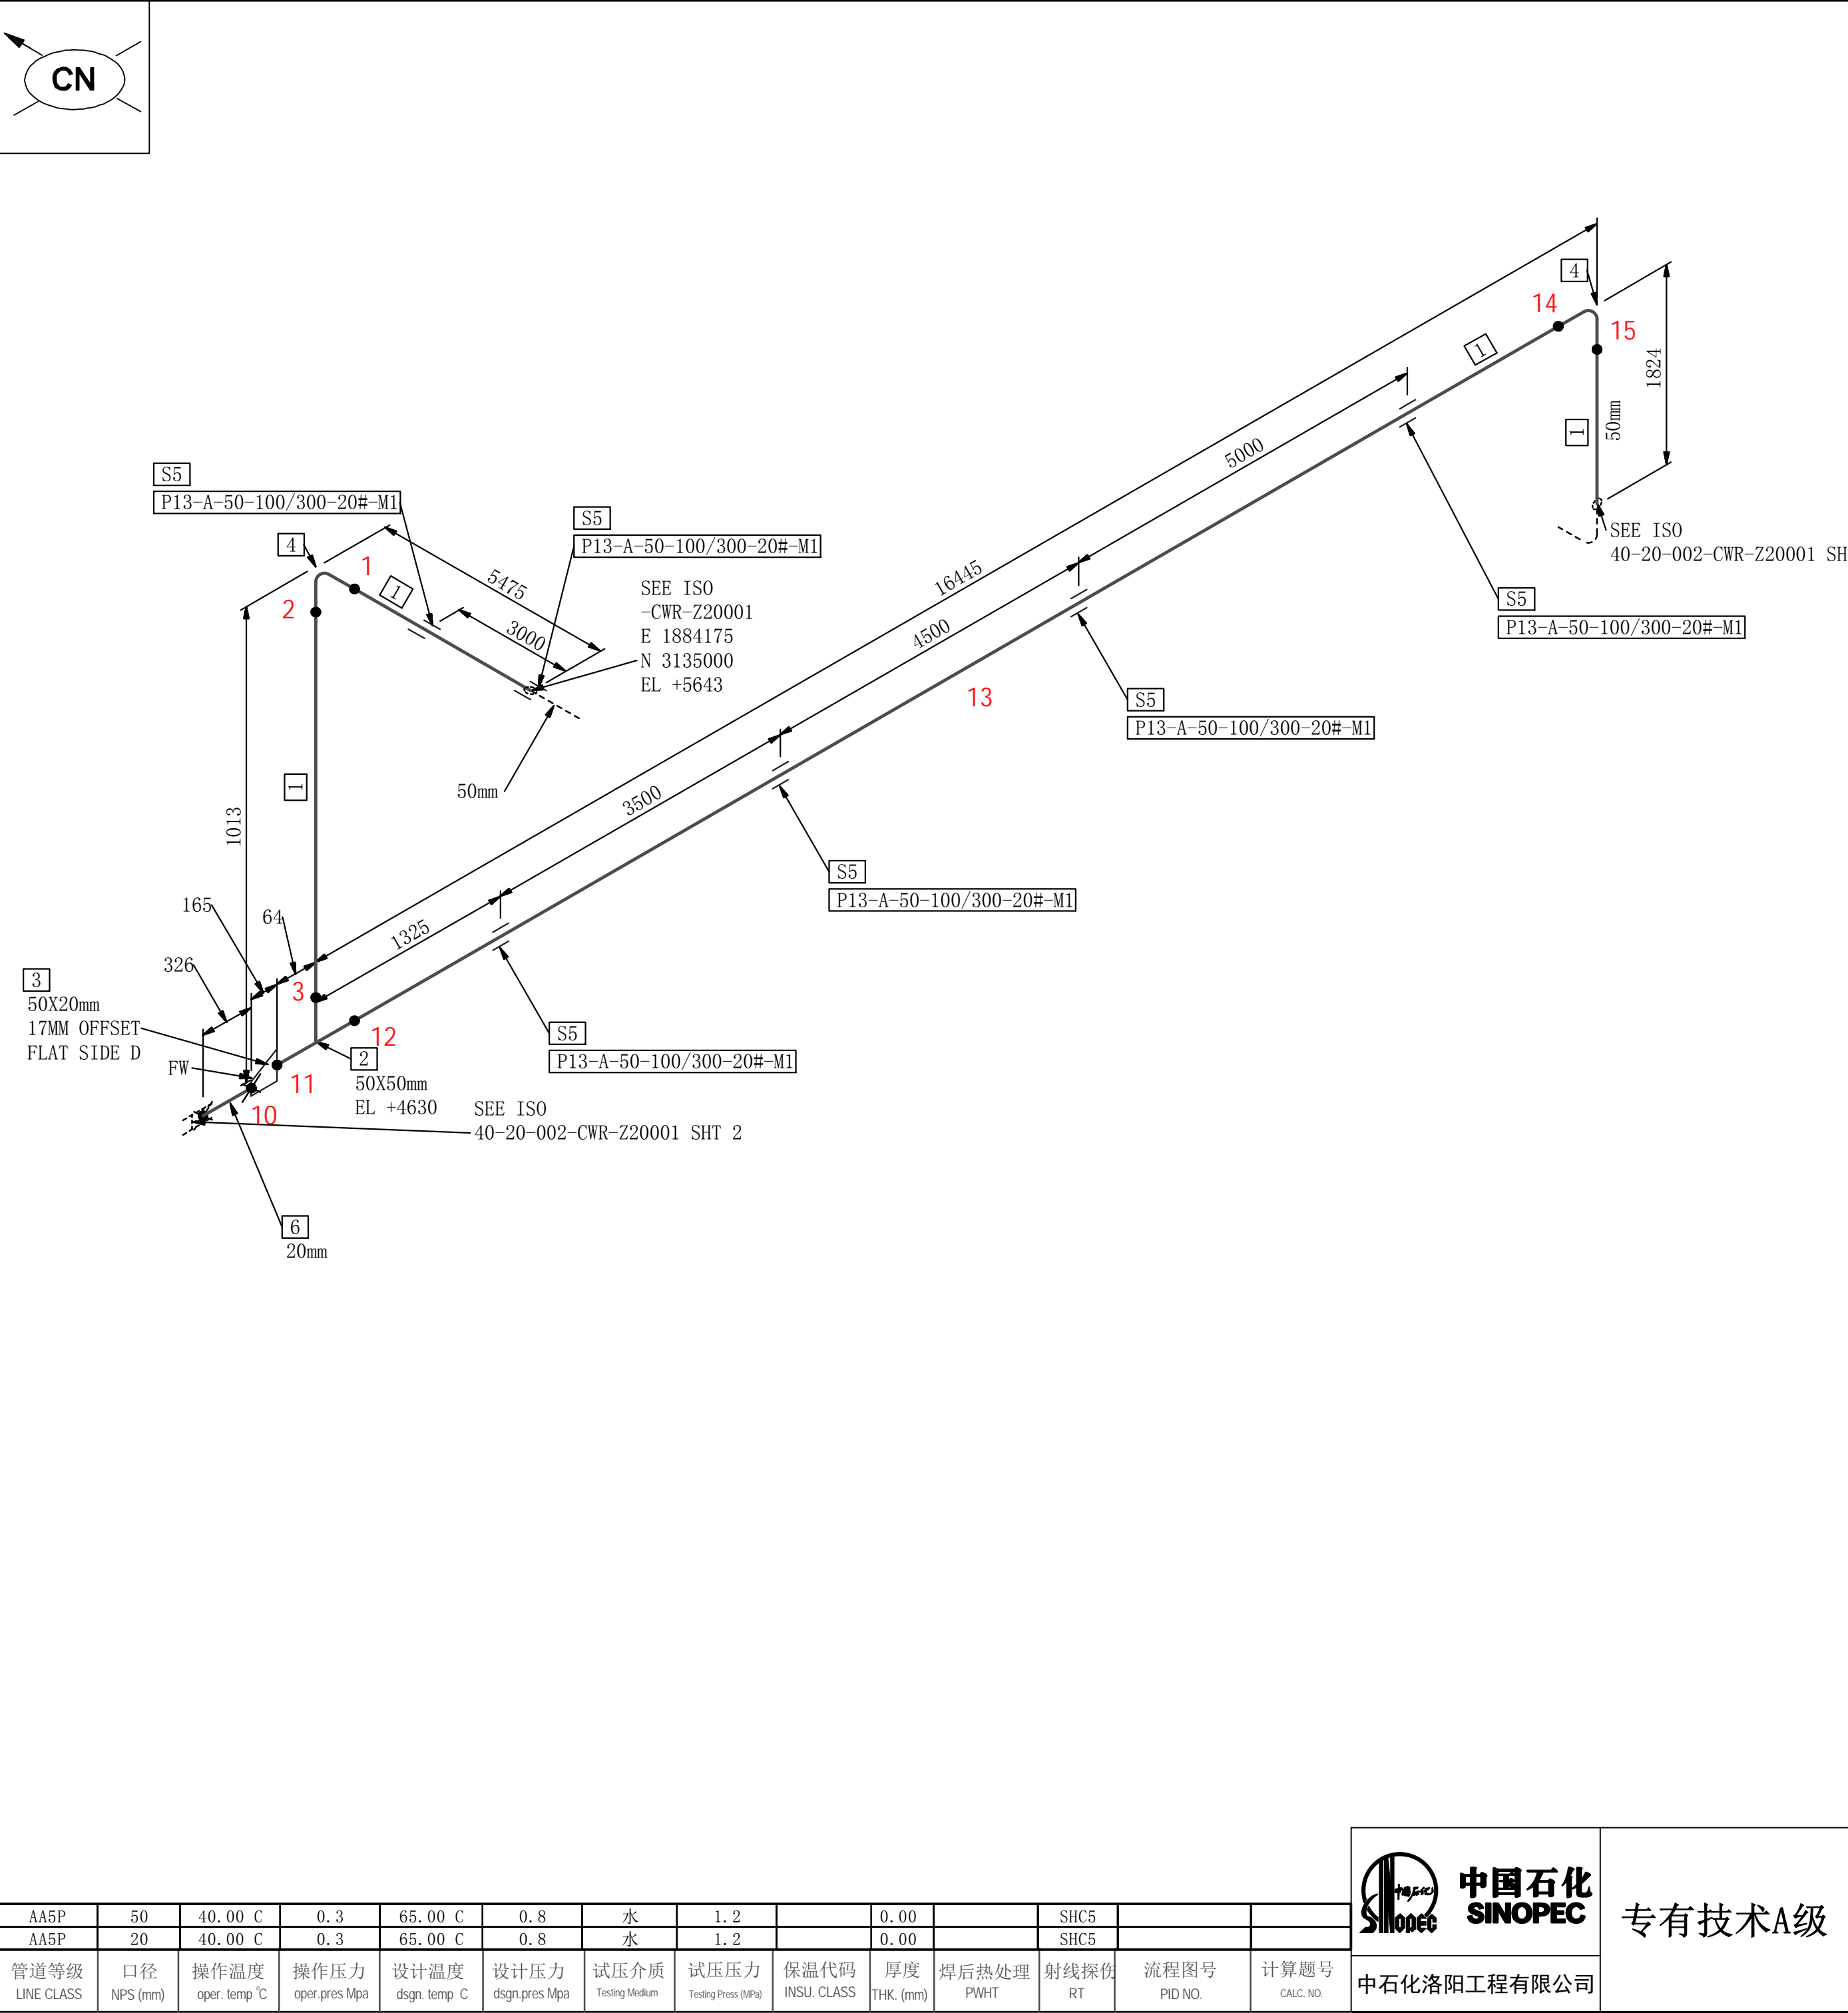 CN
4
14
15
1
1824
50mm
1
5000
S5
P13-A-50-100/300-20#-M1
S5
P13-A-50-100/300-20#-M1
SEE ISO
40-20-002-CWR-Z20001 SH
4
1
1
5475
2
3000
SEE ISO
-CWR-Z20001
E 1884175
N 3135000
EL +5643
16445
4500
S5
P13-A-50-100/300-20#-M1
13
S5
P13-A-50-100/300-20#-M1
50mm
3500
1
1013
S5
P13-A-50-100/300-20#-M1
165
64
1325
326
3
50X20mm
17MM OFFSET
FLAT SIDE D
3
12
S5
P13-A-50-100/300-20#-M1
FW
11
2
50X50mm
EL +4630
10
SEE ISO
40-20-002-CWR-Z20001 SHT 2
6
20mm
AA5P 50 40.00 C 0.3 65.00 C 0.8 水 1.2 0.00 SHC5
AA5P 20 40.00 C 0.3 65.00 C 0.8 水 1.2 0.00 SHC5
管道等级 口径 操作温度 操作压力 设计温度 设计压力 试压介质 试压压力 保温代码 厚度 焊后热处理 射线探伤 流程图号 计算题号
LINE CLASS NPS (mm) oper. temp ℃ oper.pres Mpa dsgn. temp C dsgn.pres Mpa Testing Medium Testing Press (MPa) INSU. CLASS THK. (mm) PWHT RT PID NO. CALC. NO.
中国石化
SINOPEC
中国石化
SINOPEC
中石化洛阳工程有限公司
专有技术A级